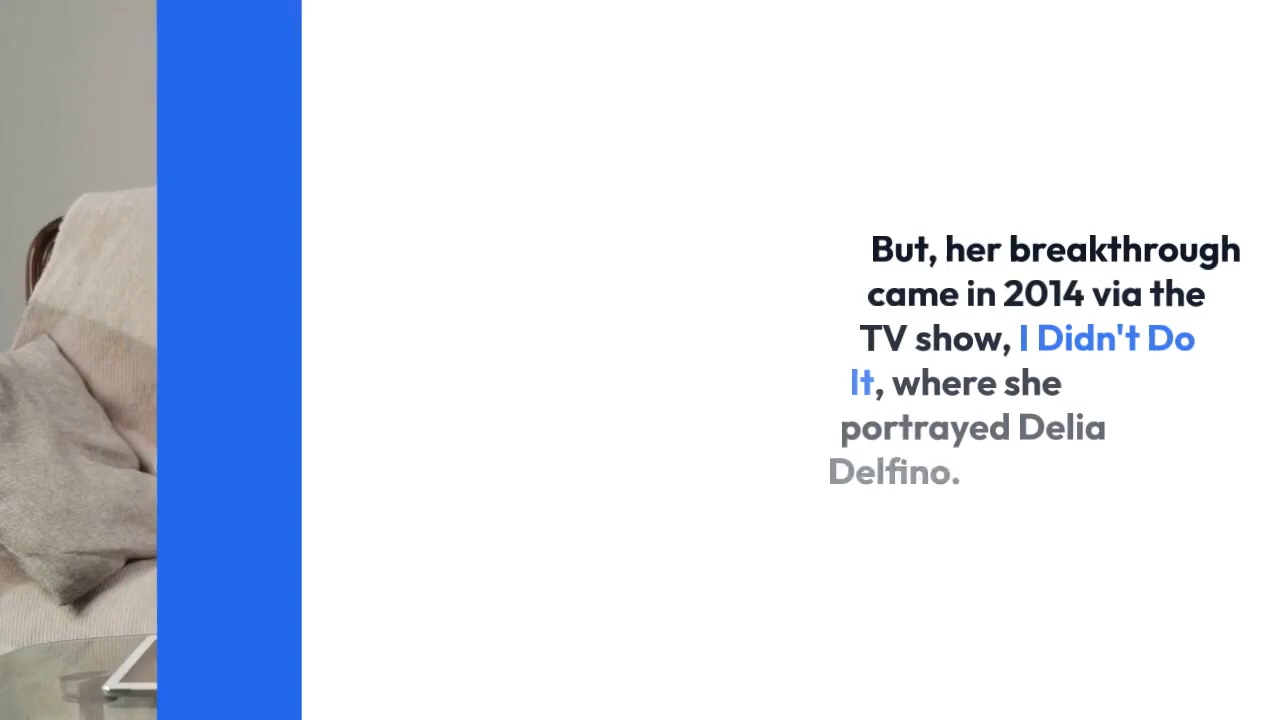 But, her breakthrough
came in 2014 via the
TV show, I Didn't Do
It, where she
portrayed Delia
Delfino.